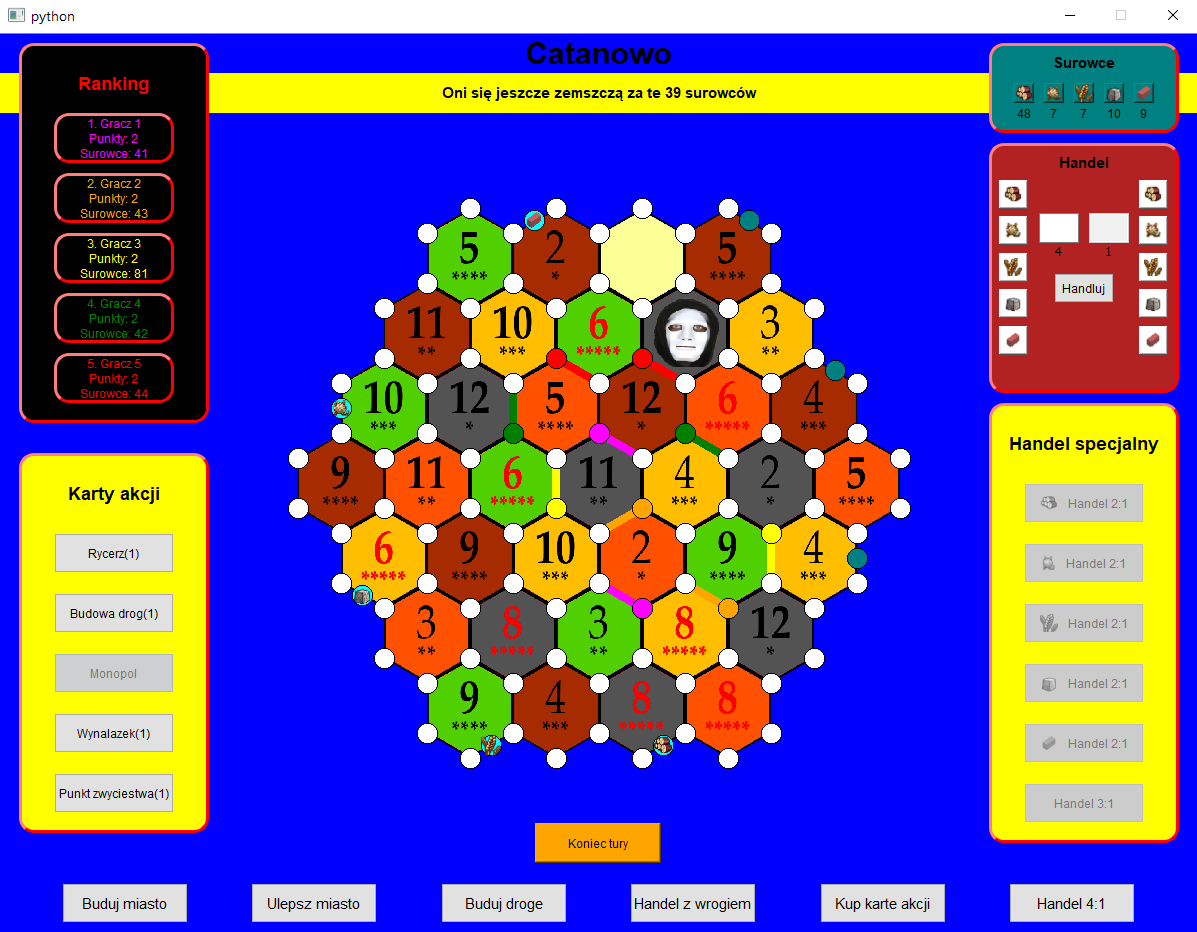 python
Catanowo
Oni się jeszcze zemszczą za te 39 surowców
Ranking
1. Gracz 1
Punkty: 2
Surowce: 41
2. Gracz 2
Punkty: 2
Surowce: 43
3. Gracz 3
Punkty: 2
Surowce: 81
4. Gracz 4
Punkty: 2
Surowce: 42
5. Gracz 5
Punkty: 2
Surowce: 44
Karty akcji
Rycerz(1)
Budowa drog(1)
Monopol
Wynalazek(1)
Punkt zwyciestwa(1)
5 2 5
**** * ****
11 10 6 3
** *** ***** **
10 12 5 12 6 4
*** * **** * ***** ***
9 11 6 11 4 2 5
**** ** ***** ** *** * ****
6 9 10 2 9 4
***** **** *** * **** ***
3 8 3 8 12
** ***** ** ***** *
9 4 8 8
**** *** ***** *****
Surowce
48 7 7 10 9
Handel
4 1
Handluj
Handel specjalny
Handel 2:1
Handel 2:1
Handel 2:1
Handel 2:1
Handel 2:1
Handel 3:1
Koniec tury
Buduj miasto
Ulepsz miasto
Buduj droge
Handel z wrogiem
Kup karte akcji
Handel 4:1